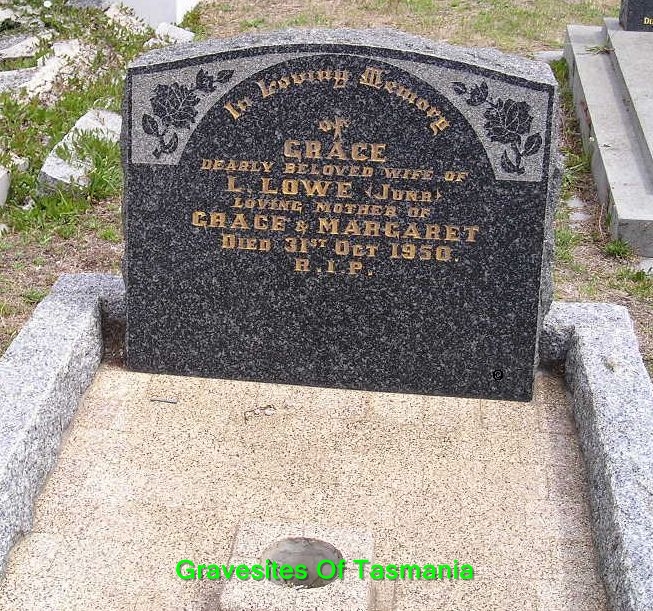 In Loving Memory
OF
GRACE
DEARLY BELOVED WIFE OF
L. LOWE (JUNR)
LOVING MOTHER OF
GRACE & MARGARET
DIED 31ST OCT 1950.
R.I.P.
Gravesites Of Tasmania